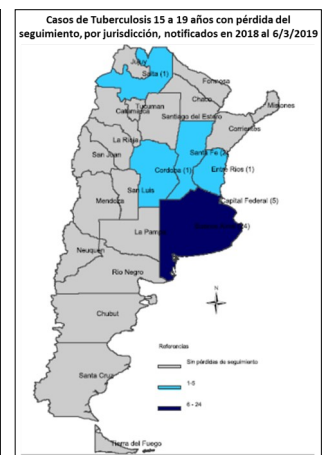 Casos de Tuberculosis 15 a 19 años con pérdida del
seguimiento, por jurisdicción, notificados en 2018 al 6/3/2019
Jujuy
Salta (1)
Formosa
Chaco
Misiones
Tucuman
Catamarca
Santiago del Estero
Corrientes
La Rioja
Santa Fe
San Juan
Cordoba (1)
Entre Rios (1)
San Luis
Mendoza
Capital Federal (5)
La Pampa
Neuquen
Rio Negro
N
Chubut
Referencias
Sin pérdidas de seguimiento
1-5
6 - 24
Santa Cruz
Tierra del Fuego